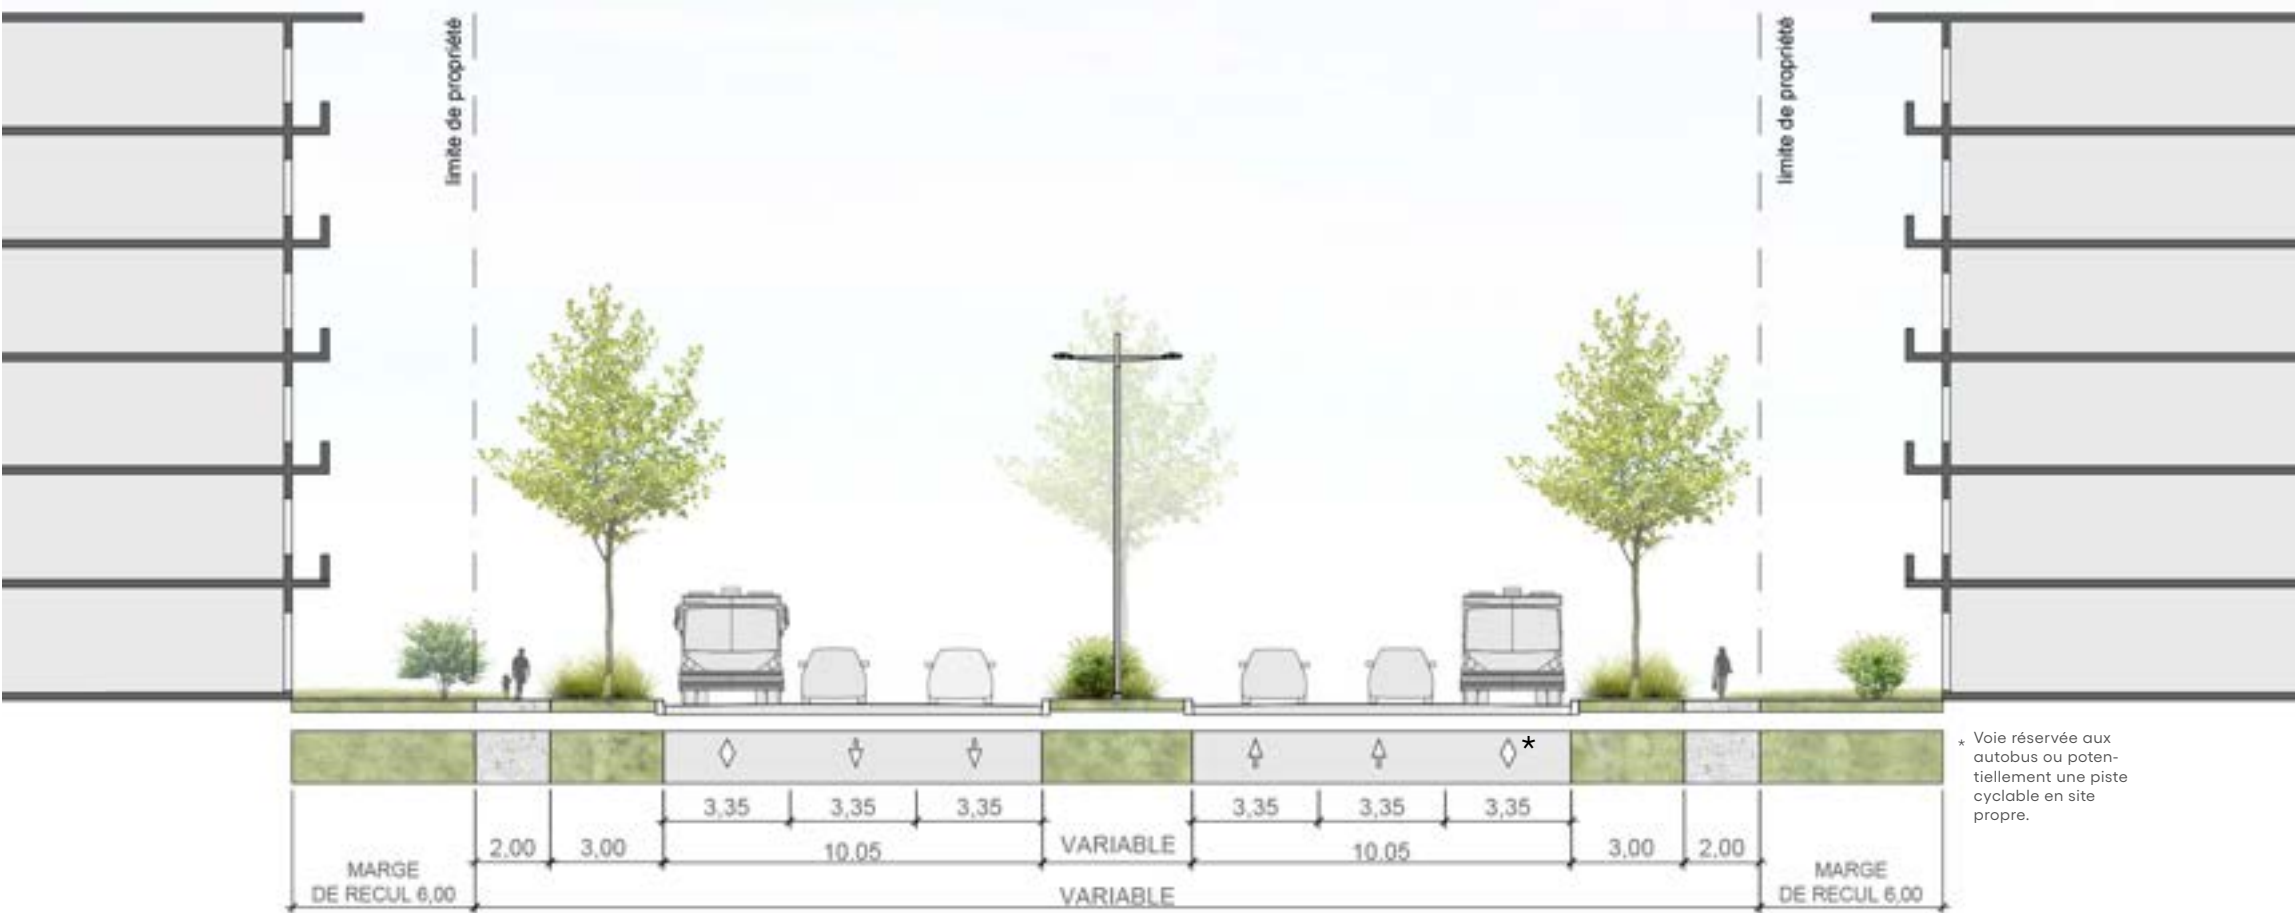 limite de propriété
limite de propriété
*
* Voie réservée aux
autobus ou poten-
tiellement une piste
cyclable en site
propre.
3,35 3,35 3,35 3,35 3,35 3,35
2,00 3,00 10,05 VARIABLE 10,05 3,00 2,00
MARGE
DE RECUL 6,00
VARIABLE
MARGE
DE RECUL 6,00